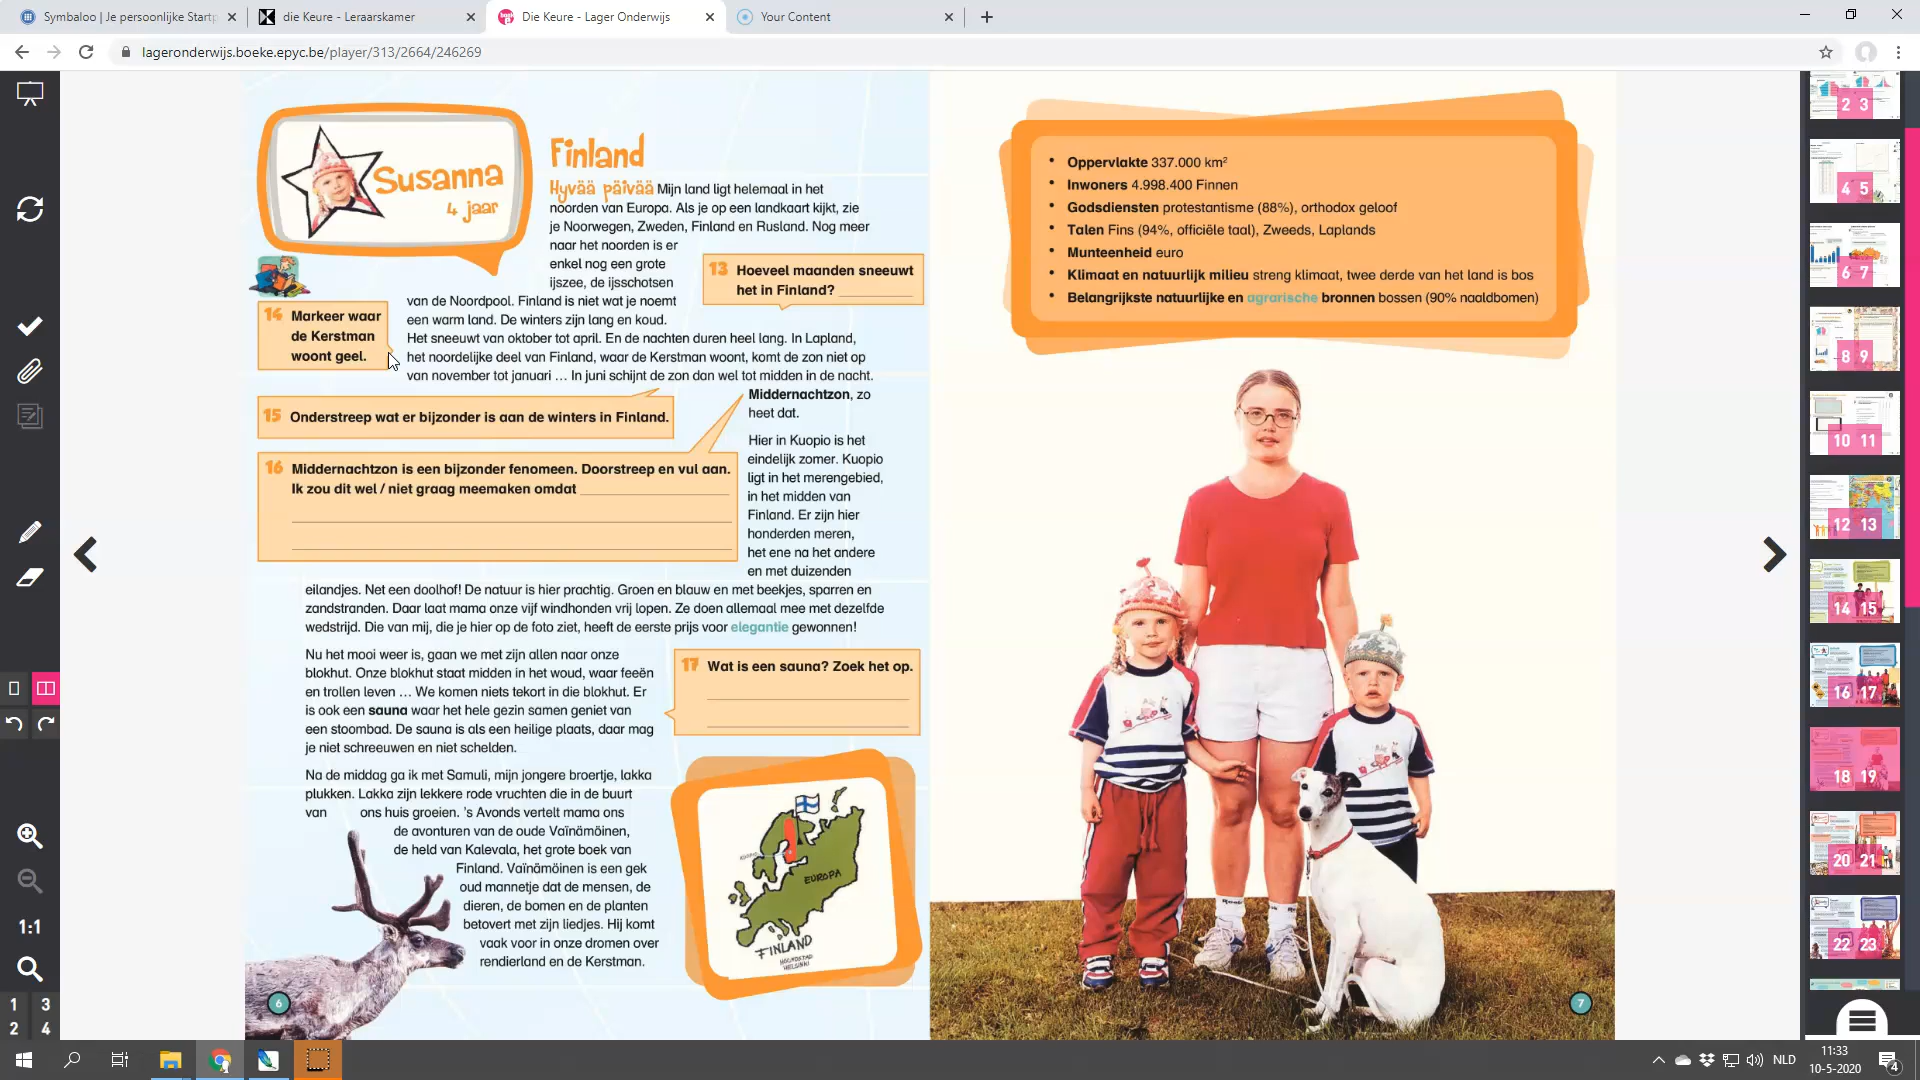 Symbaloo | Je persoonlijke Startp
die Keure - Leraarskamer
Die Keure - Lager Onderwijs
Your Content
lageronderwijs.boeke.epyc.be/player/313/2664/246269
Susanna
4 jaar
Finland
Hyvää päivää Mijn land ligt helemaal in het
noorden van Europa. Als je op een landkaart kijkt, zie
je Noorwegen, Zweden, Finland en Rusland. Nog meer
naar het noorden is er
enkel nog een grote
ijszee, de ijsschotsen
van de Noordpool. Finland is niet wat je noemt
een warm land. De winters zijn lang en koud.
Het sneeuwt van oktober tot april. En de nachten duren heel lang. In Lapland,
het noordelijke deel van Finland, waar de Kerstman woont, komt de zon niet op
van november tot januari ... In juni schijnt de zon dan wel tot midden in de nacht.
Middernachtzon, zo
heet dat.
13 Hoeveel maanden sneeuwt
het in Finland?
14 Markeer waar
de Kerstman
woont geel.
15 Onderstreep wat er bijzonder is aan de winters in Finland.
16 Middernachtzon is een bijzonder fenomeen. Doorstreep en vul aan.
Ik zou dit wel / niet graag meemaken omdat
Hier in Kuopio is het
eindelijk zomer. Kuopio
ligt in het merengebied,
in het midden van
Finland. Er zijn hier
honderden meren,
het ene na het andere
en met duizenden
eilandjes. Net een doolhof! De natuur is hier prachtig. Groen en blauw en met beekjes, sparren en
zandstranden. Daar laat mama onze vijf windhonden vrij lopen. Ze doen allemaal mee met dezelfde
wedstrijd. Die van mij, die je hier op de foto ziet, heeft de eerste prijs voor elegantie gewonnen!
Nu het mooi weer is, gaan we met zijn allen naar onze
blokhut. Onze blokhut staat midden in het woud, waar feeën
en trollen leven ... We komen niets tekort in die blokhut. Er
is ook een sauna waar het hele gezin samen geniet van
een stoombad. De sauna is als een heilige plaats, daar mag
je niet schreeuwen en niet schelden.
17 Wat is een sauna? Zoek het op.
Na de middag ga ik met Samuli, mijn jongere broertje, lakka
plukken. Lakka zijn lekkere rode vruchten die in de buurt
van ons huis groeien. 's Avonds vertelt mama ons
de avonturen van de oude Vaïnämöinen,
de held van Kalevala, het grote boek van
Finland. Vaïnämöinen is een gek
oud mannetje dat de mensen, de
dieren, de bomen en de planten
betovert met zijn liedjes. Hij komt
vaak voor in onze dromen over
rendierland en de Kerstman.
EUROPA
FINLAND
HOOFDSTAD
HELSINKI
6
• Oppervlakte 337.000 km²
• Inwoners 4.998.400 Finnen
• Godsdiensten protestantisme (88%), orthodox geloof
• Talen Fins (94%, officiële taal), Zweeds, Laplands
• Munteenheid euro
• Klimaat en natuurlijk milieu streng klimaat, twee derde van het land is bos
• Belangrijkste natuurlijke en agrarische bronnen bossen (90% naaldbomen)
7
2 3
4 5
6 7
8 9
10 11
12 13
14 15
16 17
18 19
20 21
22 23
1:1
1 3
2 4
NLD
11:33
10-5-2020
4